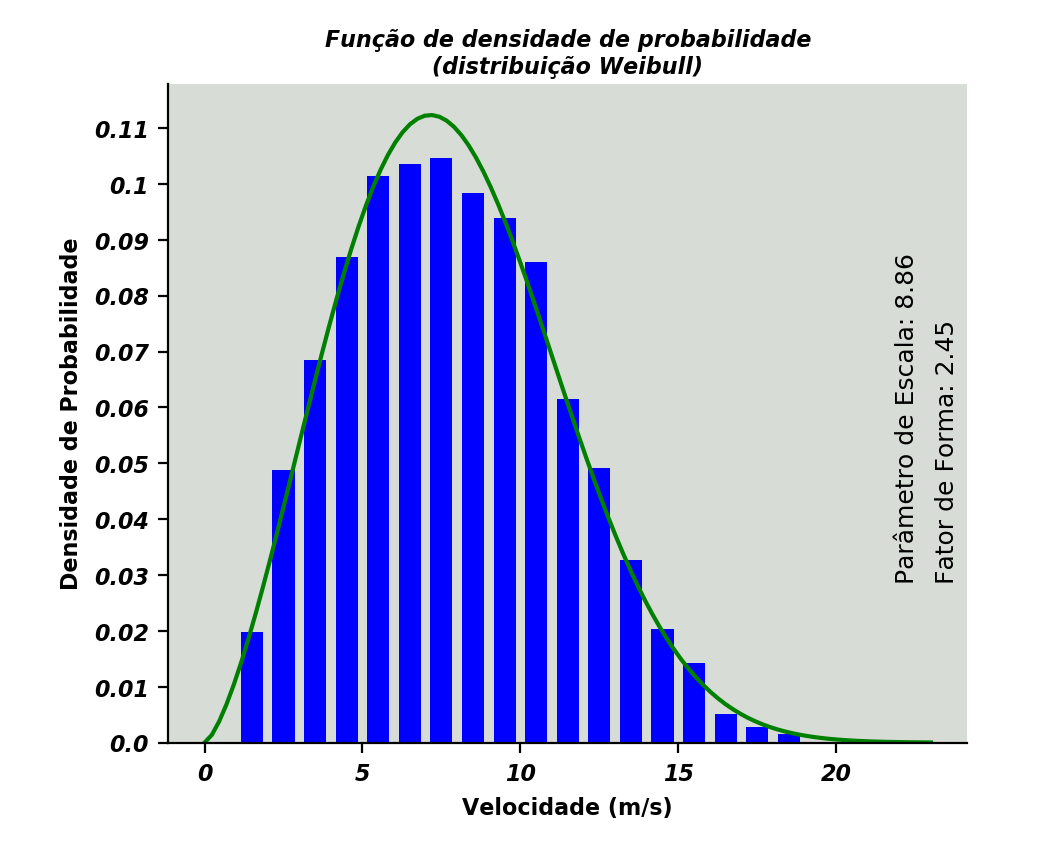 Função de densidade de probabilidade
(distribuição Weibull)
Densidade de Probabilidade
0.11
0.1
0.09
0.08
0.07
0.06
0.05
0.04
0.03
0.02
0.01
0.0
0
5
10
15
20
Velocidade (m/s)
Parâmetro de Escala: 8.86
Fator de Forma: 2.45